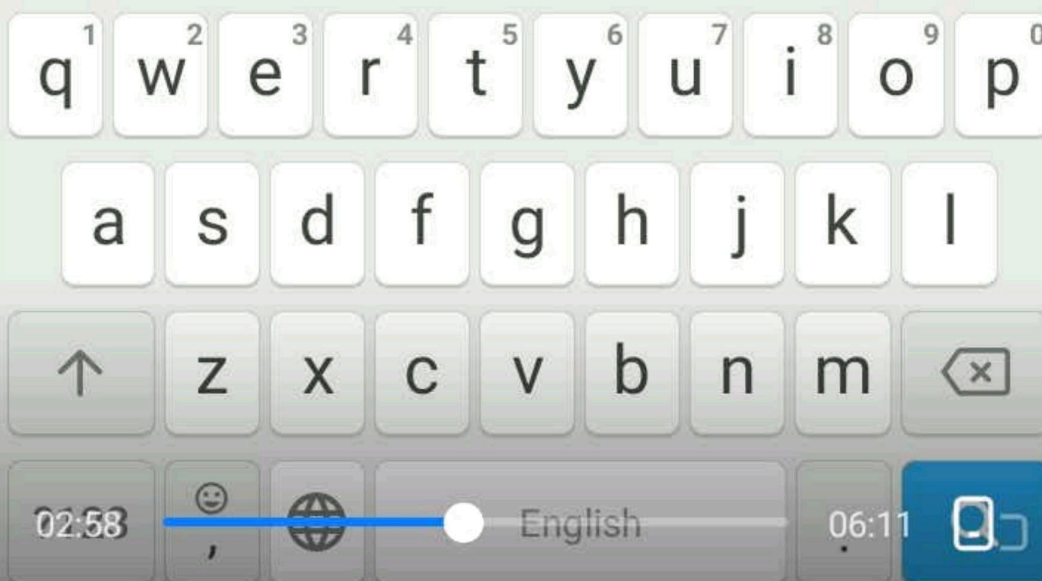 1 2 3 4 5 6 7 8 9 0
q w e r t y u i o p
a s d f g h j k l
z x c v b n m
02:58 , English . 06:11